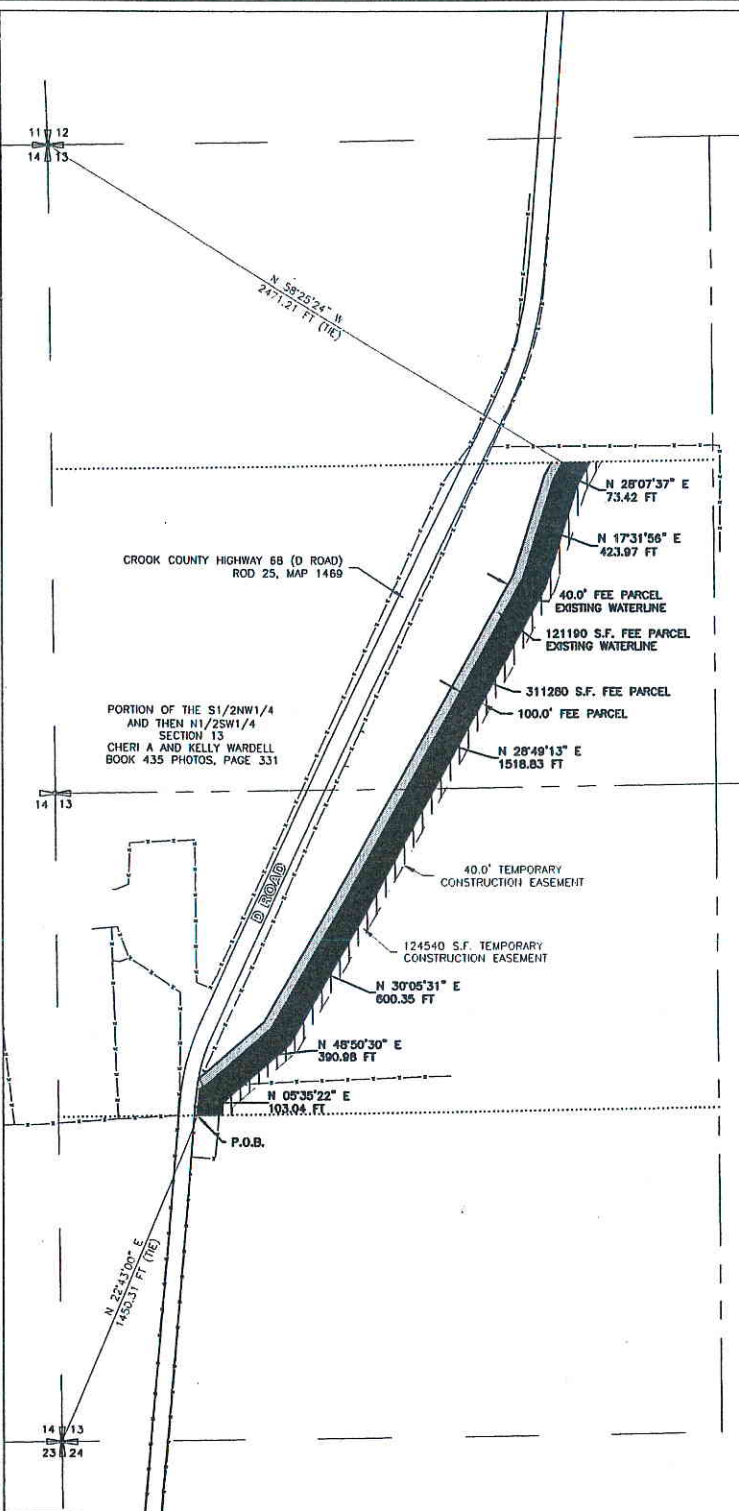 11 12
14 13
N 58°25'24" W
2471.21 FT (TIE)
N 28°07'37" E
73.42 FT
N 17°31'56" E
423.97 FT
CROOK COUNTY HIGHWAY 68 (D ROAD)
ROD 25, MAP 1469
40.0' FEE PARCEL
EXISTING WATERLINE
121190 S.F. FEE PARCEL
EXISTING WATERLINE
311280 S.F. FEE PARCEL
100.0' FEE PARCEL
PORTION OF THE S1/2NW1/4
AND THEN N1/2SW1/4
SECTION 13
CHERI A AND KELLY WARDELL
BOOK 435 PHOTOS, PAGE 331
N 28°49'13" E
1518.83 FT
14 13
40.0' TEMPORARY
CONSTRUCTION EASEMENT
D ROAD
124540 S.F. TEMPORARY
CONSTRUCTION EASEMENT
N 30°05'31" E
600.35 FT
N 48°50'30" E
390.98 FT
N 05°35'22" E
103.04 FT
P.O.B.
N 22°43'00" E
1450.31 FT (TIE)
14 13
23 24